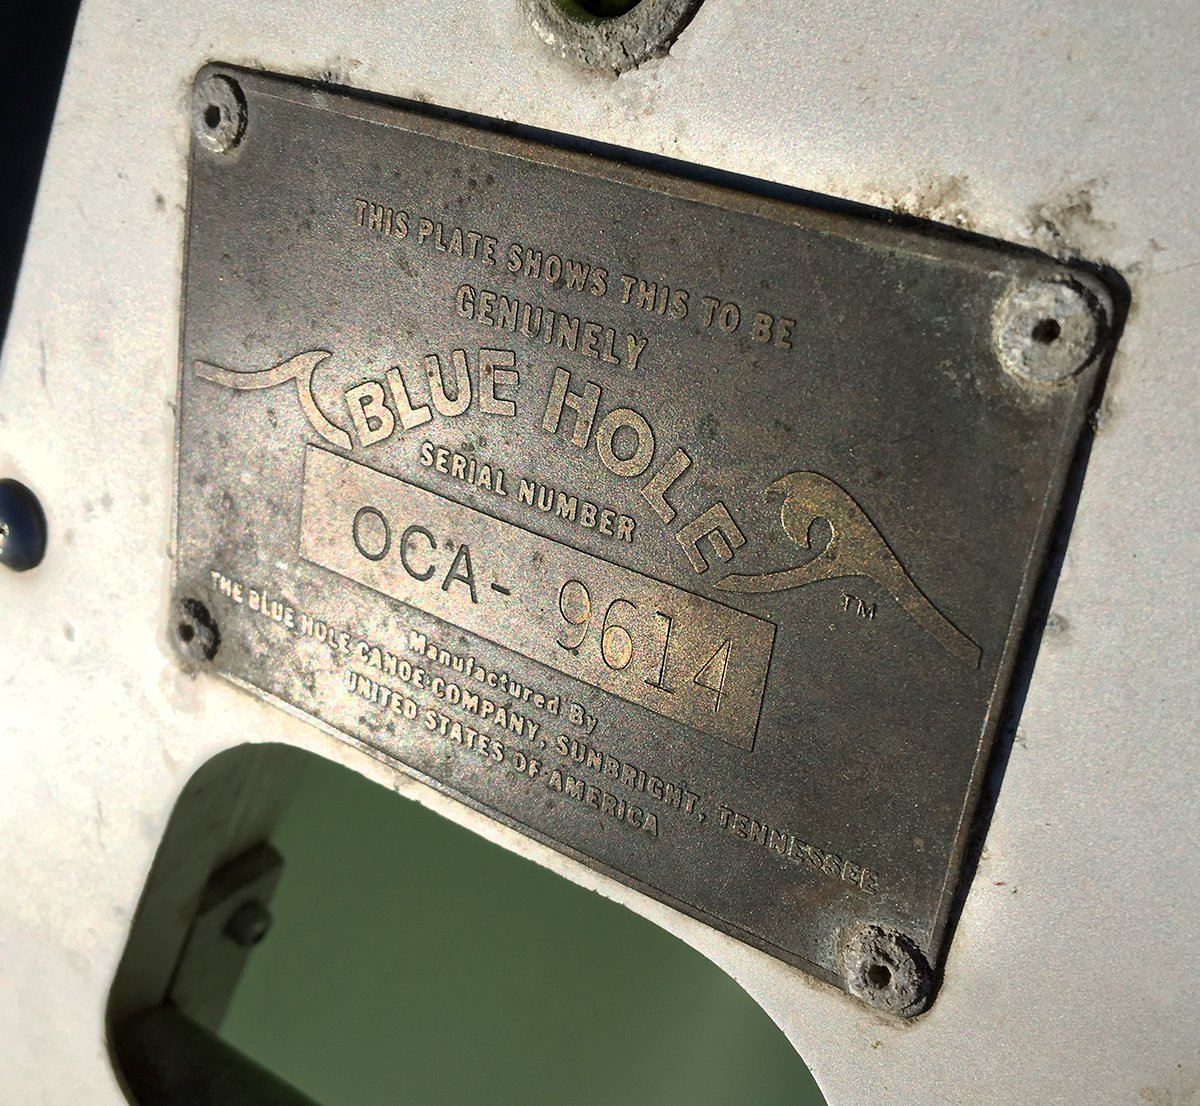 THIS PLATE SHOWS THIS TO BE
GENUINELY
BLUE HOLE
TM
SERIAL NUMBER
OCA- 9614
Manufactured By
THE BLUE HOLE CANOE COMPANY, SUNBRIGHT, TENNESSEE
UNITED STATES OF AMERICA